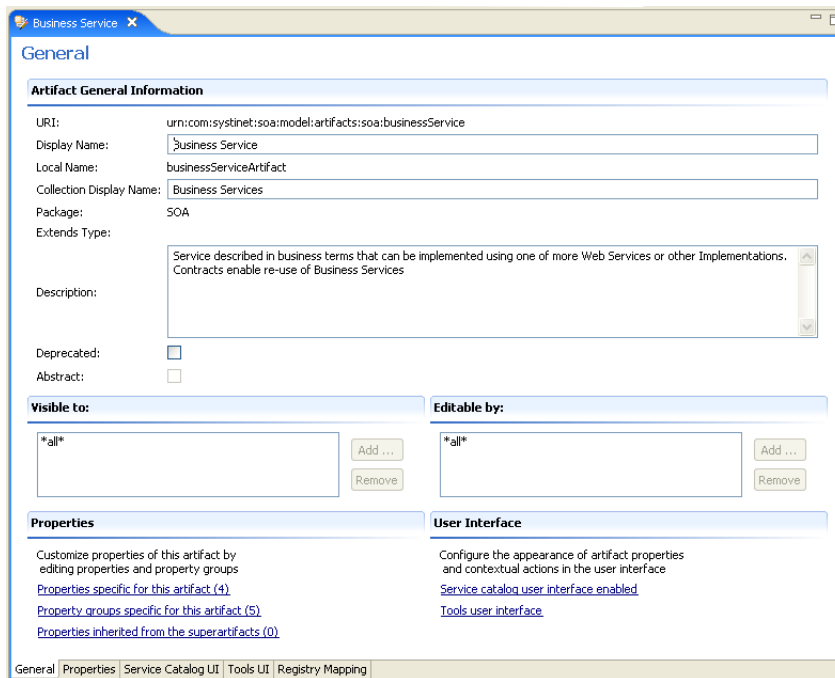 Business Service
General
Artifact General Information
URI: urn:com:systinet:soa:model:artifacts:soa:businessService
Display Name: Business Service
Local Name: businessServiceArtifact
Collection Display Name: Business Services
Package: SOA
Extends Type:
Service described in business terms that can be implemented using one of more Web Services or other Implementations.
Contracts enable re-use of Business Services
Description:
Deprecated:
Abstract:
Visible to: Editable by:
*all* Add ... *all* Add ...
Remove Remove
Properties User Interface
Customize properties of this artifact by Configure the appearance of artifact properties
editing properties and property groups and contextual actions in the user interface
Properties specific for this artifact (4) Service catalog user interface enabled
Property groups specific for this artifact (5) Tools user interface
Properties inherited from the superartifacts (0)
General Properties Service Catalog UI Tools UI Registry Mapping